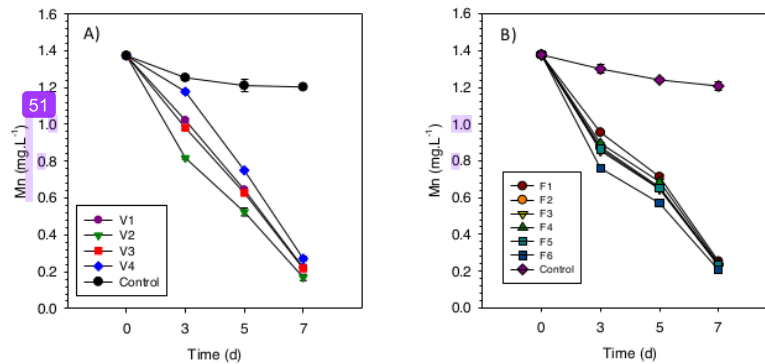 A)
1.6
1.4
1.2
1.0
0.8
0.6
0.4
0.2
0.0
51
Mn (mg.L-1)
V1
V2
V3
V4
Control
0 3 5 7
Time (d)
B)
1.6
1.4
1.2
1.0
0.8
0.6
0.4
0.2
0.0
Mn (mg.L-1)
F1
F2
F3
F4
F5
F6
Control
0 3 5 7
Time (d)